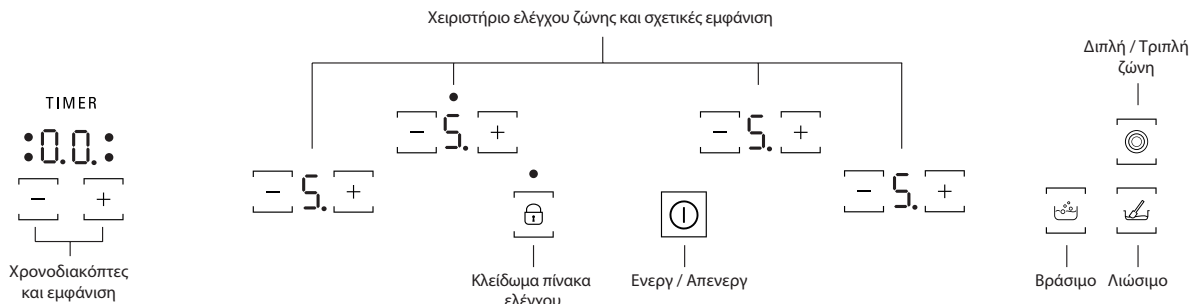 Χειριστήριο ελέγχου ζώνης και σχετικές εμφάνιση
Διπλή / Τριπλή
ζώνη
TIMER
0.0.
− 5. +
− 5. +
− 5. +
− 5. +
− +
Χρονοδιακόπτες
και εμφάνιση
Κλείδωμα πίνακα
ελέγχου
Ενεργ / Απενεργ
Βράσιμο
Λιώσιμο